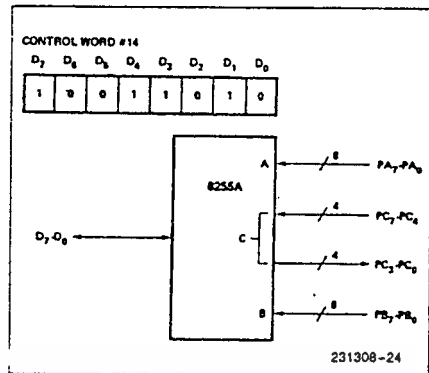 CONTROL WORD #14
D7 D6 D5 D4 D3 D2 D1 D0
1 0 0 1 1 0 1 0
A
8
PA7-PA0
8255A
4
PC7-PC4
D7-D0
C
4
PC3-PC0
B
8
PB7-PB0
231308-24